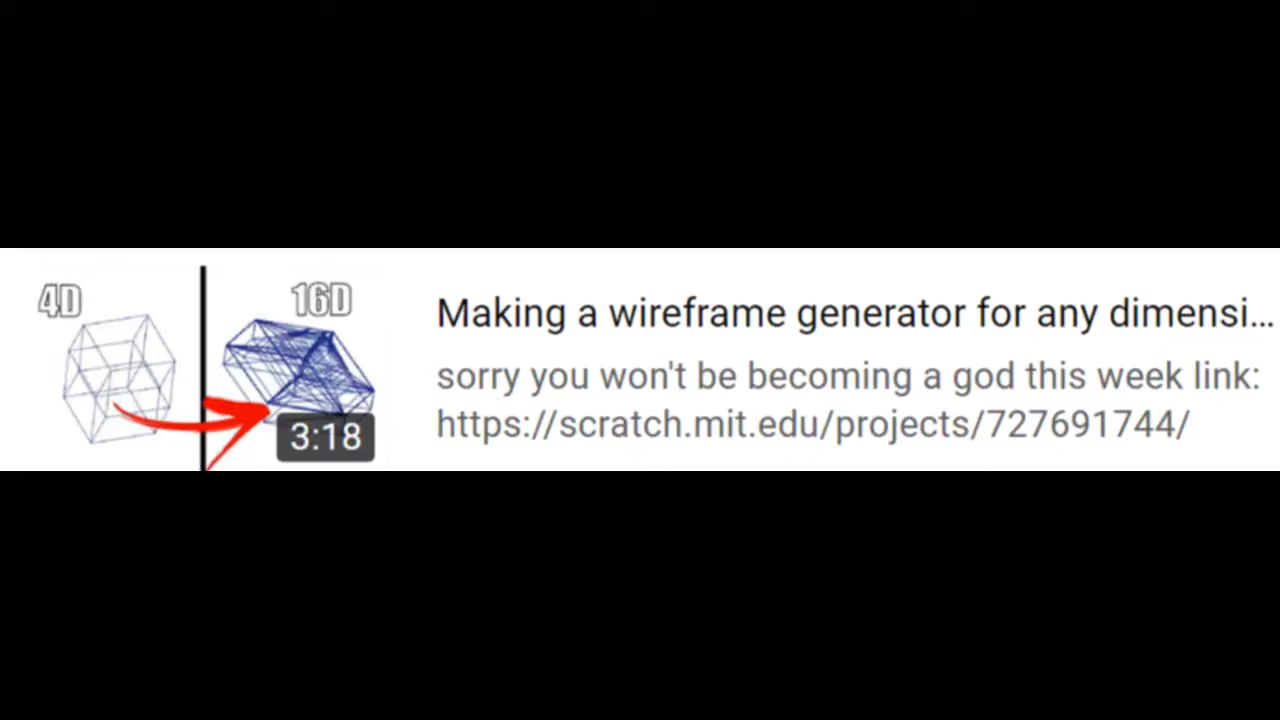 4D
16D
3:18
Making a wireframe generator for any dimensi...
sorry you won't be becoming a god this week link:
https://scratch.mit.edu/projects/727691744/